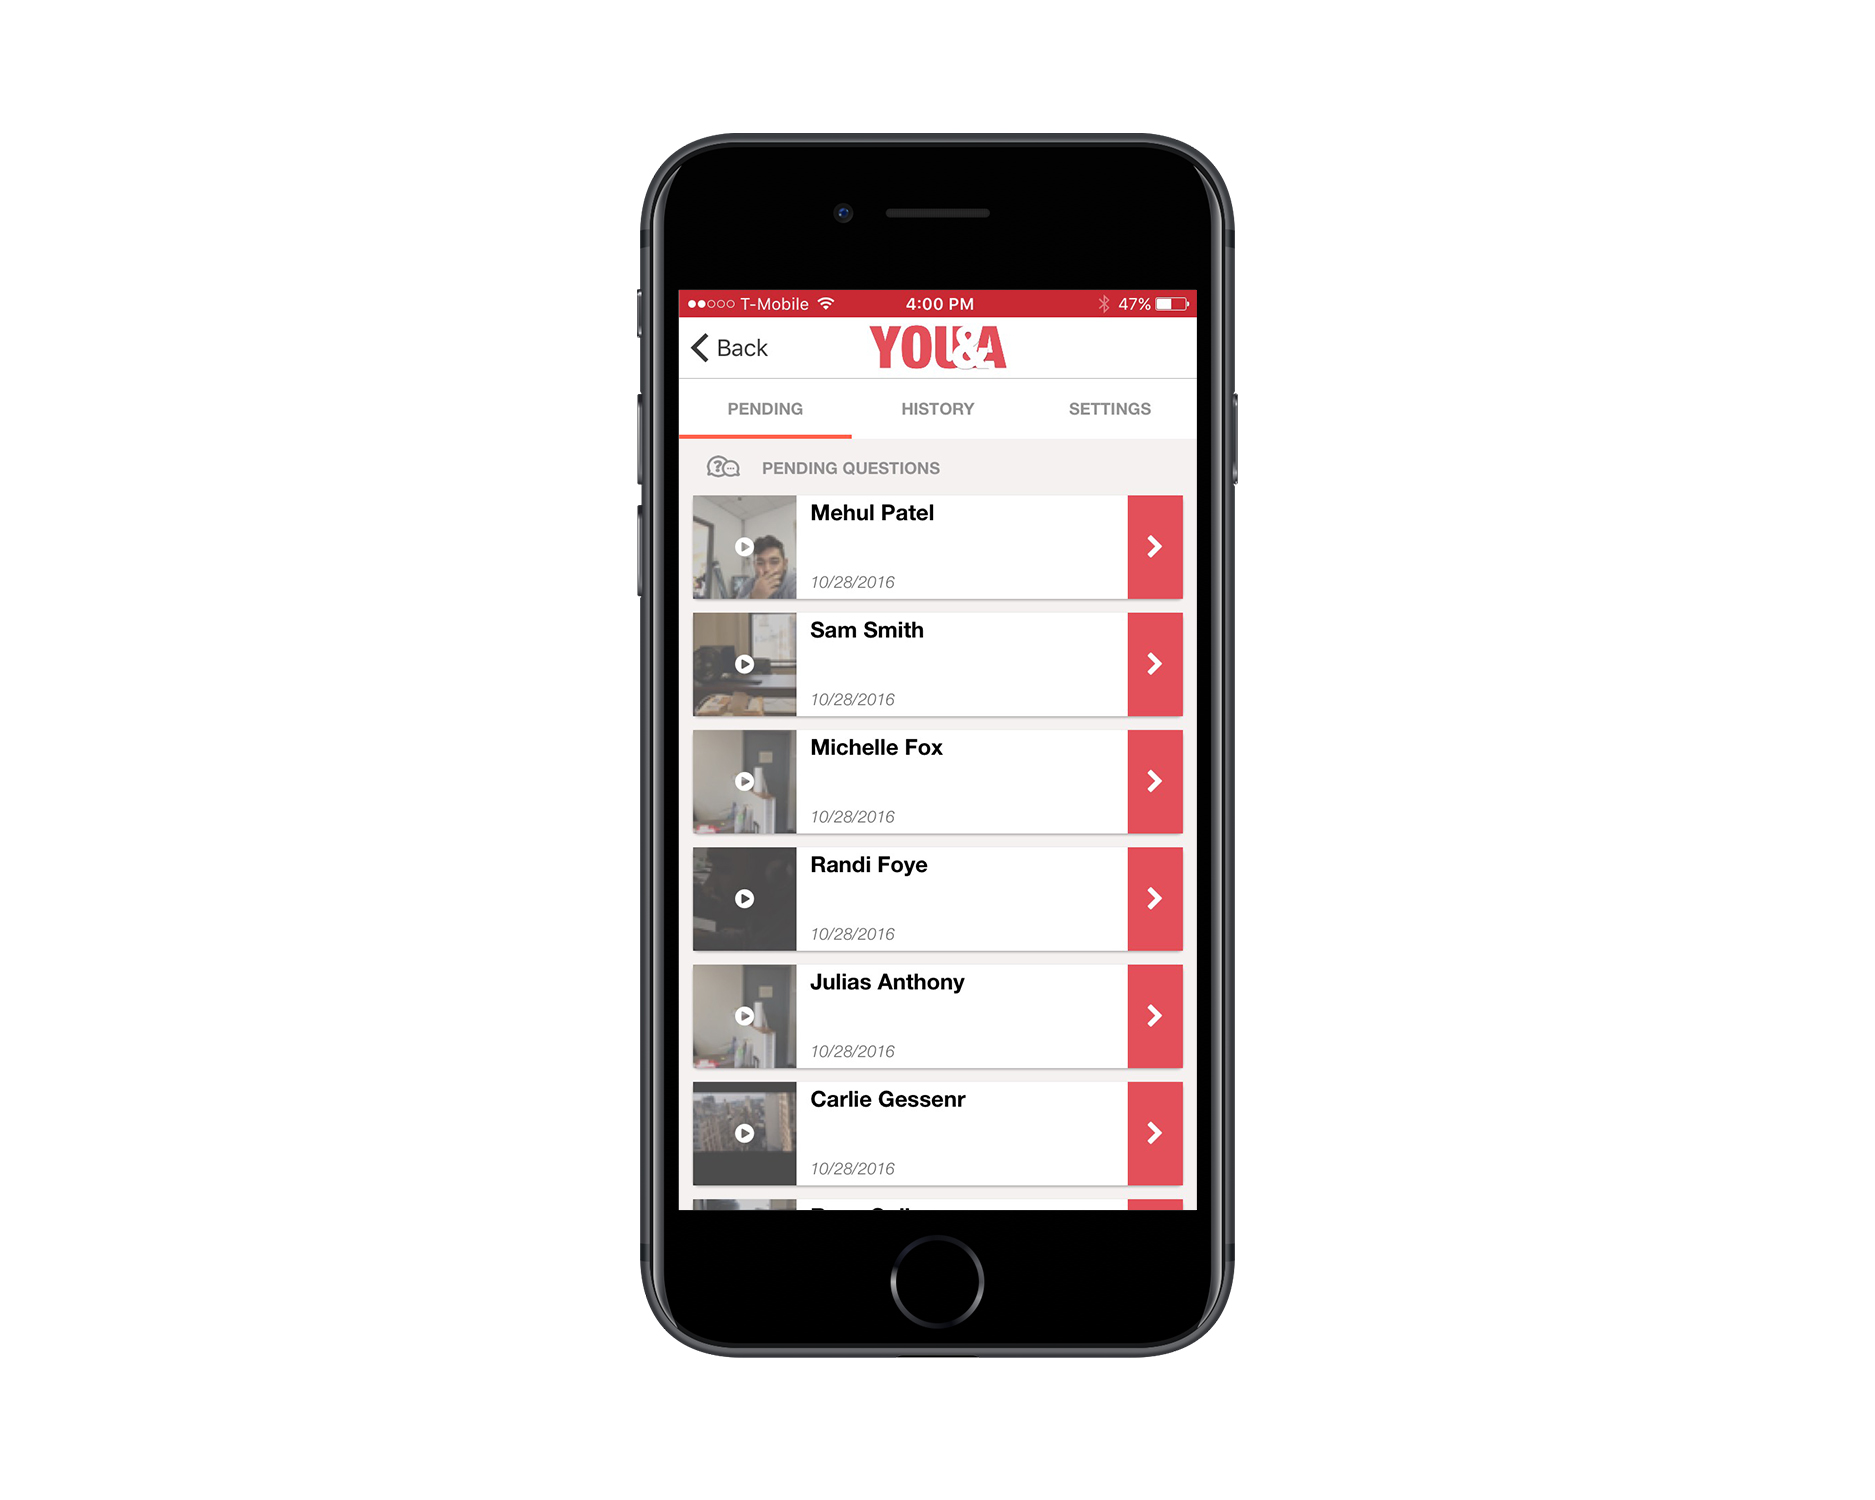 T-Mobile 4:00 PM 47%
Back YOU&A
PENDING HISTORY SETTINGS
PENDING QUESTIONS
Mehul Patel
10/28/2016
Sam Smith
10/28/2016
Michelle Fox
10/28/2016
Randi Foye
10/28/2016
Julias Anthony
10/28/2016
Carlie Gessenr
10/28/2016